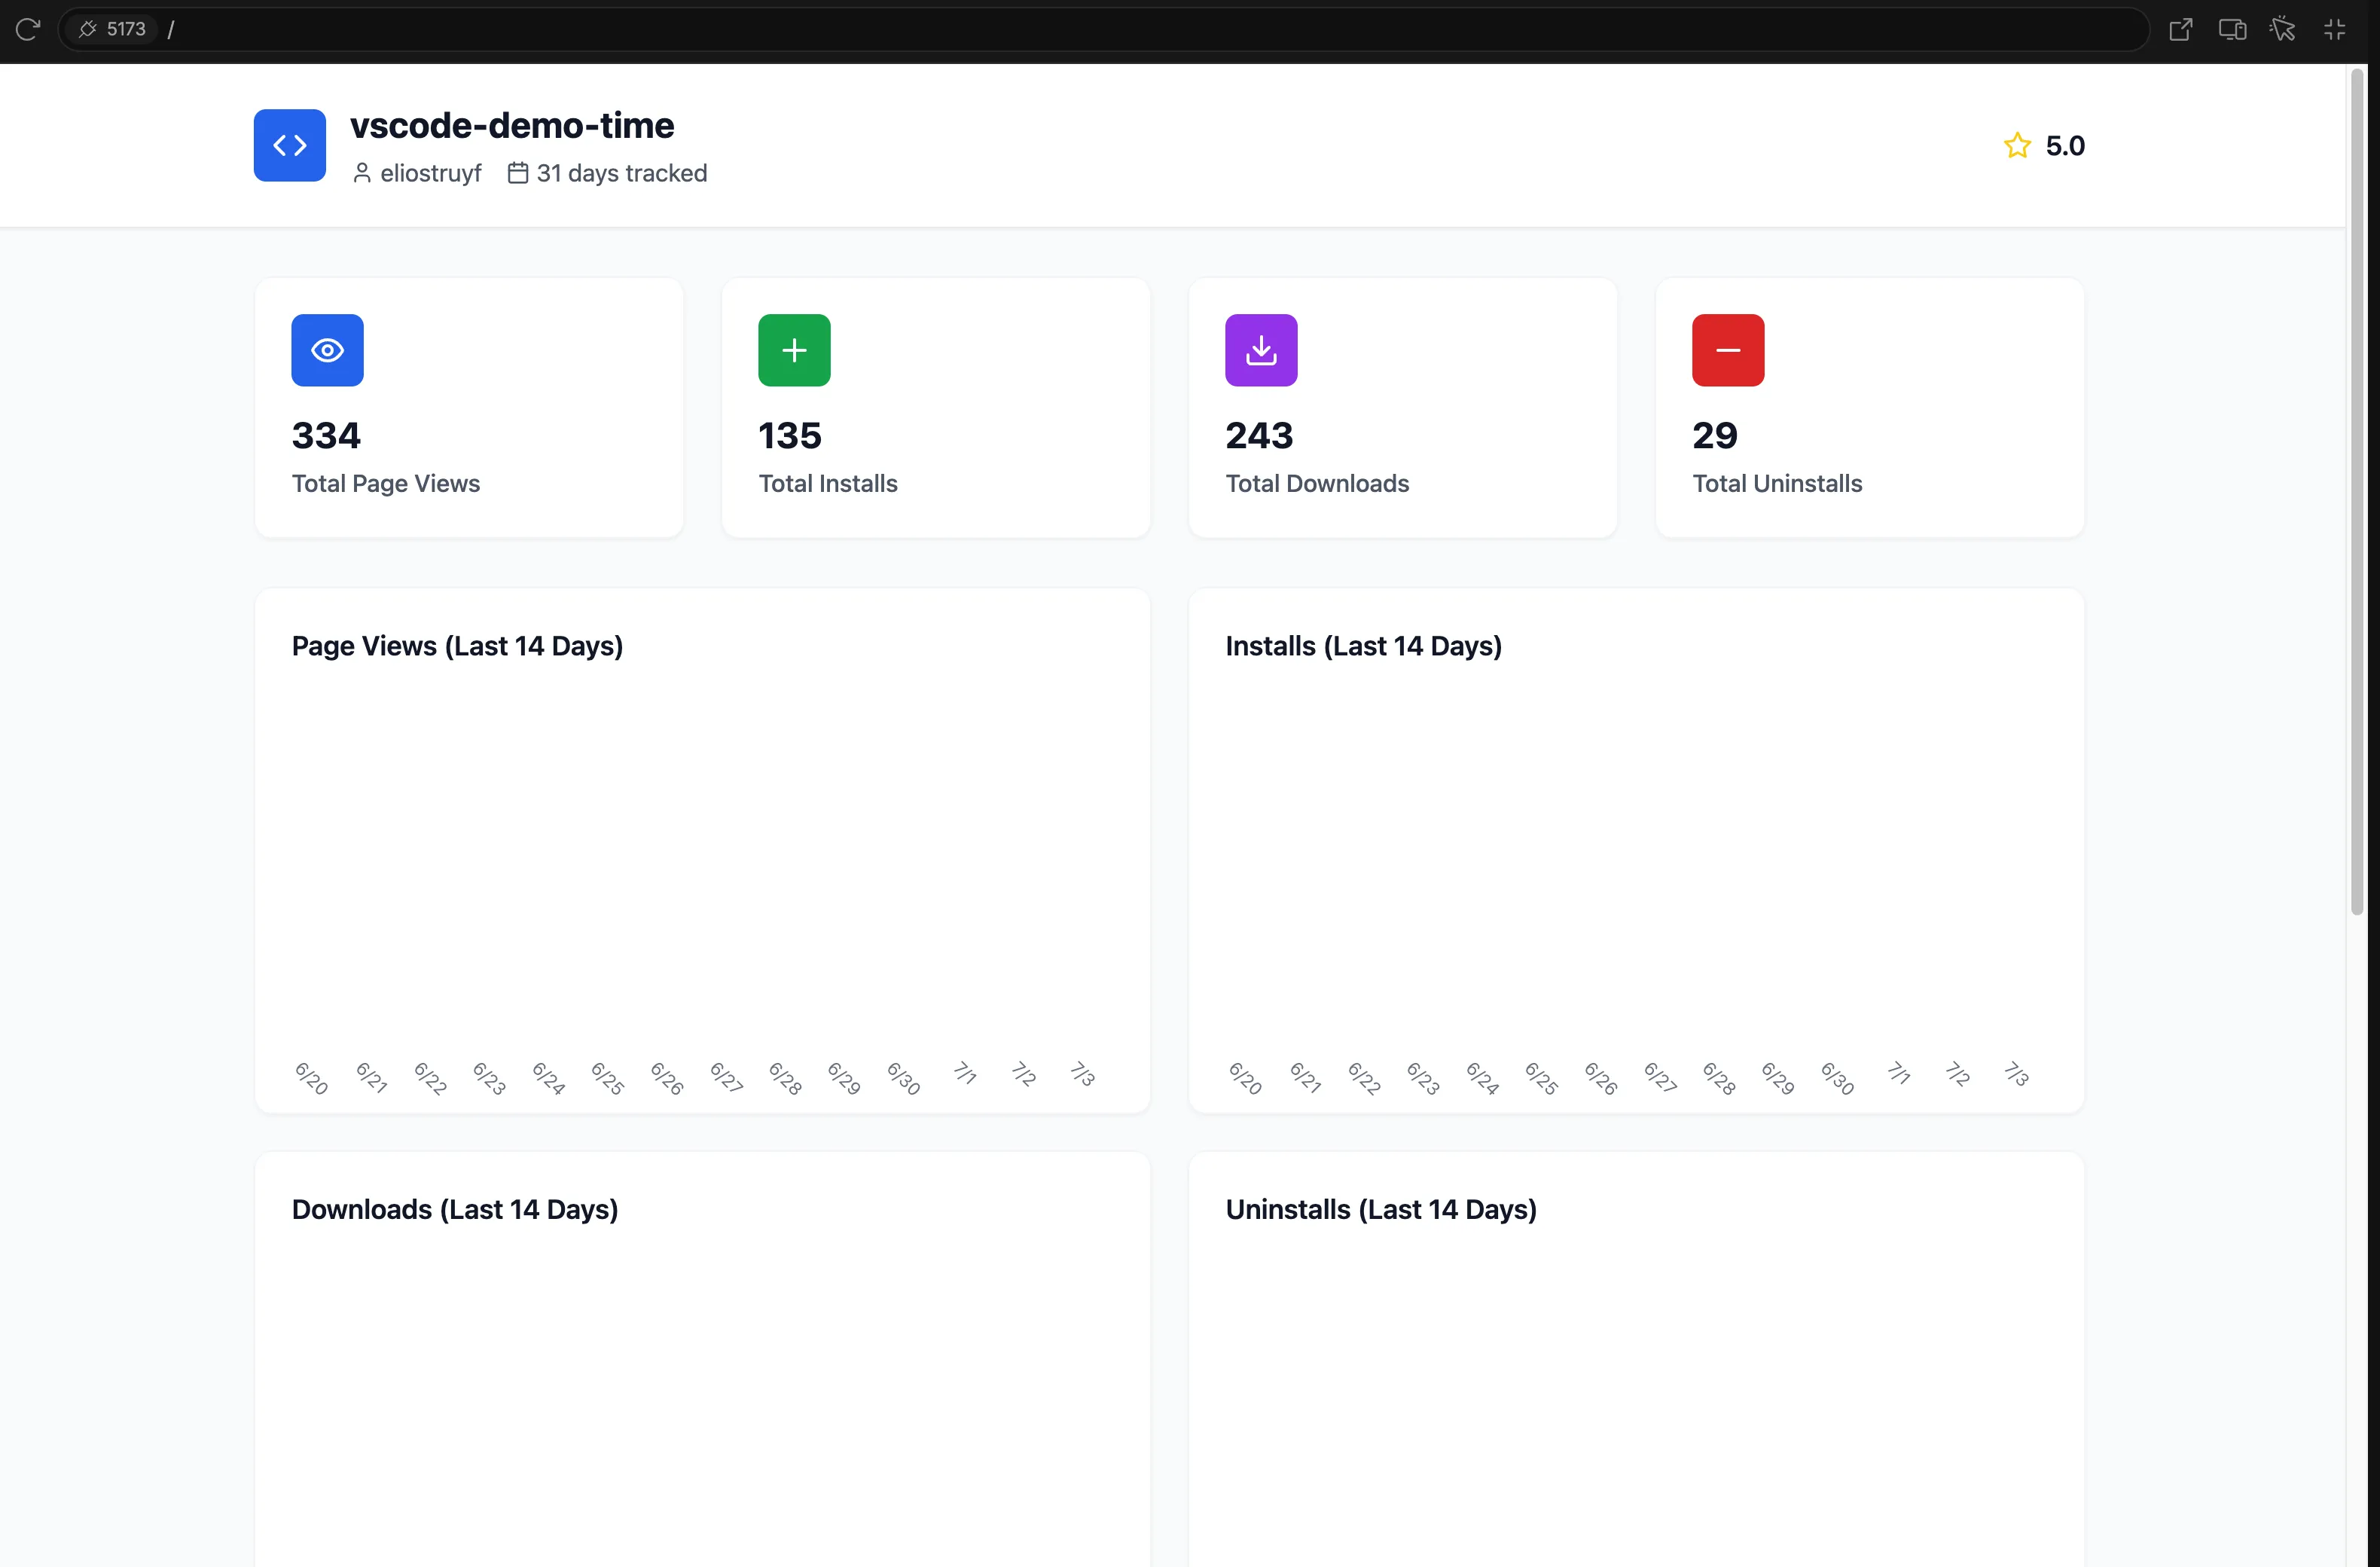 5173 /
vscode-demo-time
eliostruyf 31 days tracked
5.0
334
Total Page Views
135
Total Installs
243
Total Downloads
29
Total Uninstalls
Page Views (Last 14 Days)
6/20 6/21 6/22 6/23 6/24 6/25 6/26 6/27 6/28 6/29 6/30 7/1 7/2 7/3
Installs (Last 14 Days)
6/20 6/21 6/22 6/23 6/24 6/25 6/26 6/27 6/28 6/29 6/30 7/1 7/2 7/3
Downloads (Last 14 Days)
Uninstalls (Last 14 Days)